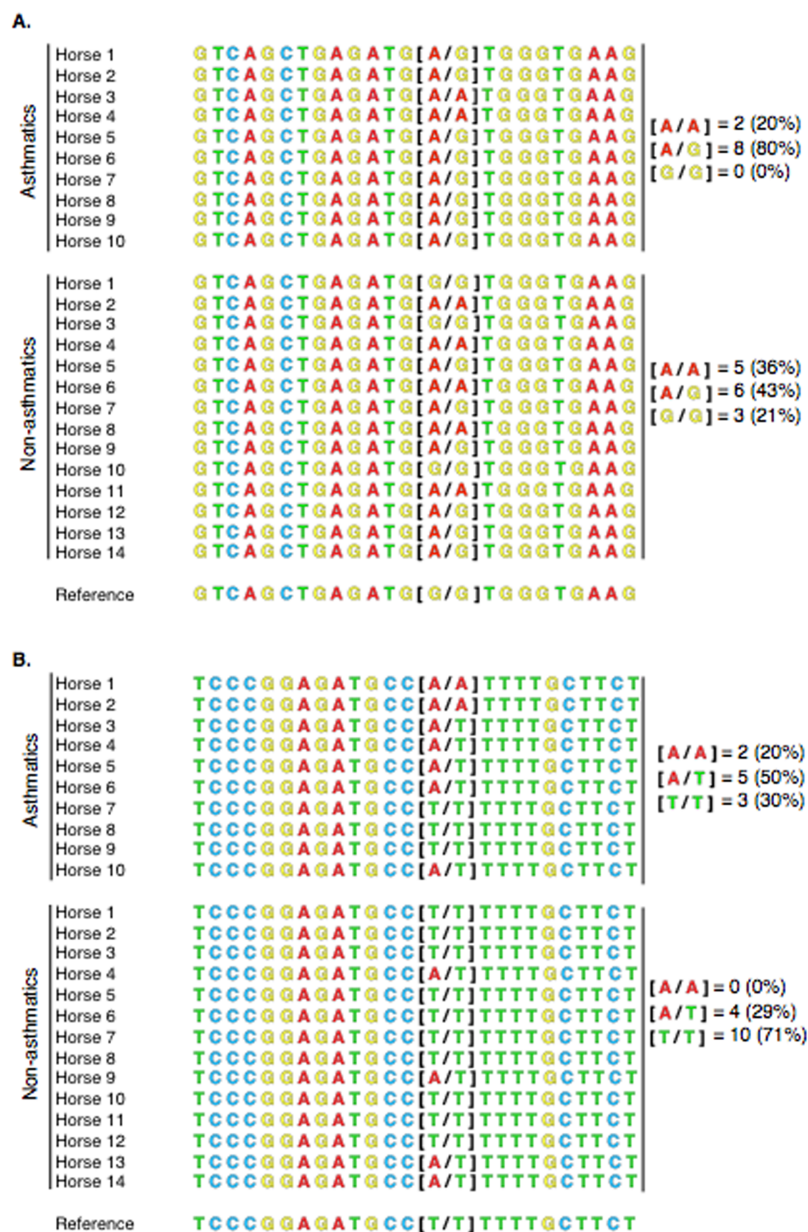 A.
Asthmatics
Horse 1 GTCAGCTGAGATG[A/G]TGGGTGAAG
Horse 2 GTCAGCTGAGATG[A/G]TGGGTGAAG
Horse 3 GTCAGCTGAGATG[A/A]TGGGTGAAG
Horse 4 GTCAGCTGAGATG[A/A]TGGGTGAAG
Horse 5 GTCAGCTGAGATG[A/G]TGGGTGAAG
Horse 6 GTCAGCTGAGATG[A/G]TGGGTGAAG
Horse 7 GTCAGCTGAGATG[A/G]TGGGTGAAG
Horse 8 GTCAGCTGAGATG[A/G]TGGGTGAAG
Horse 9 GTCAGCTGAGATG[A/G]TGGGTGAAG
Horse 10 GTCAGCTGAGATG[A/G]TGGGTGAAG
[A/A] = 2 (20%)
[A/G] = 8 (80%)
[G/G] = 0 (0%)
Non-asthmatics
Horse 1 GTCAGCTGAGATG[G/G]TGGGTGAAG
Horse 2 GTCAGCTGAGATG[A/A]TGGGTGAAG
Horse 3 GTCAGCTGAGATG[G/G]TGGGTGAAG
Horse 4 GTCAGCTGAGATG[A/A]TGGGTGAAG
Horse 5 GTCAGCTGAGATG[A/G]TGGGTGAAG
Horse 6 GTCAGCTGAGATG[A/A]TGGGTGAAG
Horse 7 GTCAGCTGAGATG[A/G]TGGGTGAAG
Horse 8 GTCAGCTGAGATG[A/A]TGGGTGAAG
Horse 9 GTCAGCTGAGATG[A/G]TGGGTGAAG
Horse 10 GTCAGCTGAGATG[G/G]TGGGTGAAG
Horse 11 GTCAGCTGAGATG[A/A]TGGGTGAAG
Horse 12 GTCAGCTGAGATG[A/G]TGGGTGAAG
Horse 13 GTCAGCTGAGATG[A/G]TGGGTGAAG
Horse 14 GTCAGCTGAGATG[A/G]TGGGTGAAG
[A/A] = 5 (36%)
[A/G] = 6 (43%)
[G/G] = 3 (21%)
Reference GTCAGCTGAGATG[G/G]TGGGTGAAG
B.
Asthmatics
Horse 1 TCCCGGAGATGCC[A/A]TTTTGCTTCT
Horse 2 TCCCGGAGATGCC[A/A]TTTTGCTTCT
Horse 3 TCCCGGAGATGCC[A/T]TTTTGCTTCT
Horse 4 TCCCGGAGATGCC[A/T]TTTTGCTTCT
Horse 5 TCCCGGAGATGCC[A/T]TTTTGCTTCT
Horse 6 TCCCGGAGATGCC[A/T]TTTTGCTTCT
Horse 7 TCCCGGAGATGCC[T/T]TTTTGCTTCT
Horse 8 TCCCGGAGATGCC[T/T]TTTTGCTTCT
Horse 9 TCCCGGAGATGCC[T/T]TTTTGCTTCT
Horse 10 TCCCGGAGATGCC[A/T]TTTTGCTTCT
[A/A] = 2 (20%)
[A/T] = 5 (50%)
[T/T] = 3 (30%)
Non-asthmatics
Horse 1 TCCCGGAGATGCC[T/T]TTTTGCTTCT
Horse 2 TCCCGGAGATGCC[T/T]TTTTGCTTCT
Horse 3 TCCCGGAGATGCC[T/T]TTTTGCTTCT
Horse 4 TCCCGGAGATGCC[A/T]TTTTGCTTCT
Horse 5 TCCCGGAGATGCC[T/T]TTTTGCTTCT
Horse 6 TCCCGGAGATGCC[A/T]TTTTGCTTCT
Horse 7 TCCCGGAGATGCC[T/T]TTTTGCTTCT
Horse 8 TCCCGGAGATGCC[T/T]TTTTGCTTCT
Horse 9 TCCCGGAGATGCC[A/T]TTTTGCTTCT
Horse 10 TCCCGGAGATGCC[T/T]TTTTGCTTCT
Horse 11 TCCCGGAGATGCC[T/T]TTTTGCTTCT
Horse 12 TCCCGGAGATGCC[T/T]TTTTGCTTCT
Horse 13 TCCCGGAGATGCC[A/T]TTTTGCTTCT
Horse 14 TCCCGGAGATGCC[T/T]TTTTGCTTCT
[A/A] = 0 (0%)
[A/T] = 4 (29%)
[T/T] = 10 (71%)
Reference TCCCGGAGATGCC[T/T]TTTTGCTTCT